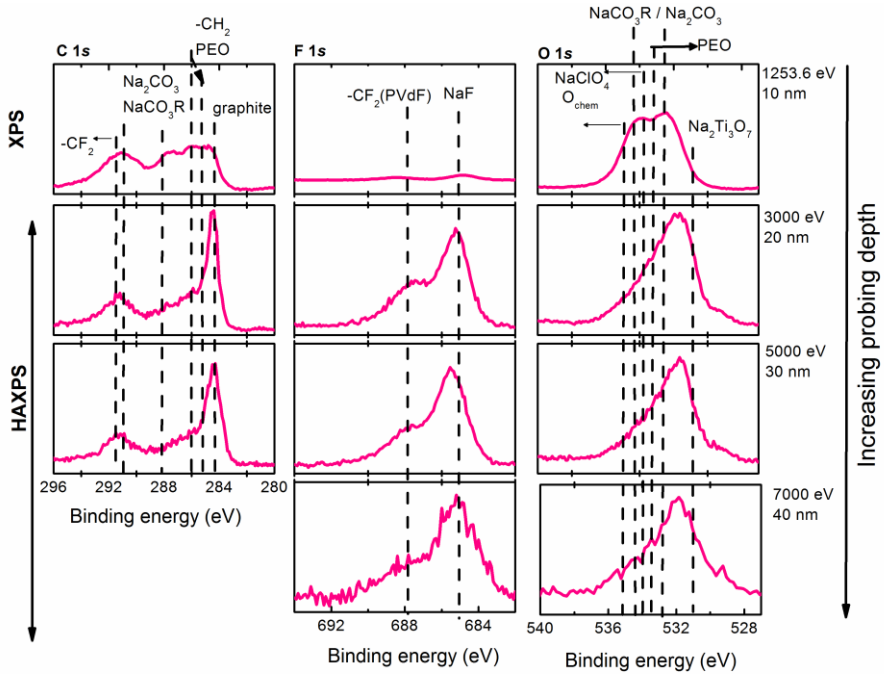 NaCO3R / Na2CO3
-CH2
PEO
C 1s
F 1s
O 1s
PEO
Na2CO3
NaCO3R
graphite
-CF2
-CF2(PVdF)
NaF
NaClO4
Ochem
Na2Ti3O7
1253.6 eV
10 nm
3000 eV
20 nm
5000 eV
30 nm
7000 eV
40 nm
XPS
HAXPS
Increasing probing depth
296 292 288 284 280
Binding energy (eV)
692 688 684
Binding energy (eV)
540 536 532 528
Binding energy (eV)